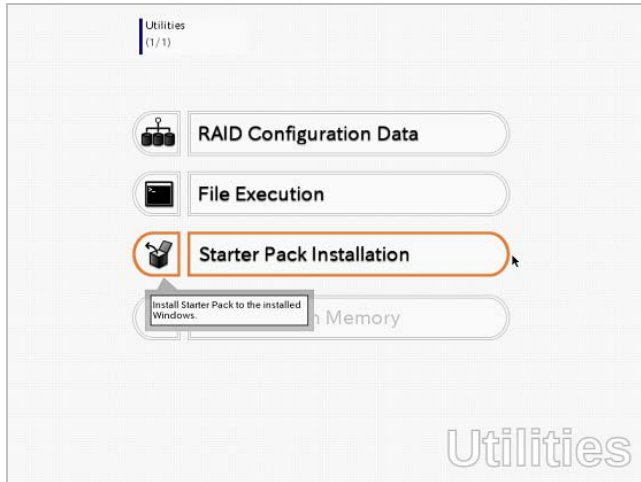 Utilities
(1/1)
RAID Configuration Data
File Execution
Starter Pack Installation
Install Starter Pack to the installed
Windows.
Memory
Utilities